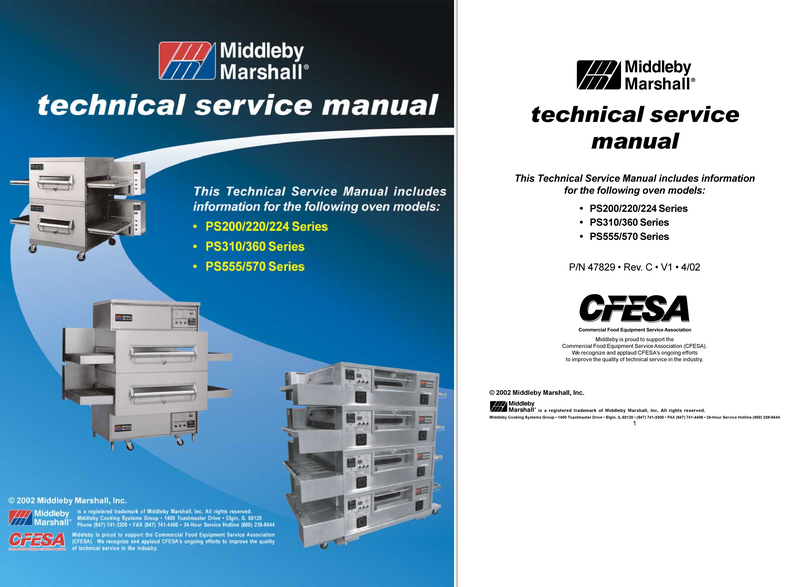 Middleby
Marshall®
technical service manual
This Technical Service Manual includes
information for the following oven models:
• PS200/220/224 Series
• PS310/360 Series
• PS555/570 Series
© 2002 Middleby Marshall, Inc.
Middleby
Marshall®
is a registered trademark of Middleby Marshall, Inc. All rights reserved.
Middleby Cooking Systems Group • 1400 Toastmaster Drive • Elgin, IL 60120
Phone (847) 741-3300 • FAX (847) 741-4400 • 24-Hour Service Hotline (800) 238-8444
CFESA
Middleby is proud to support the Commercial Food Equipment Service Association
(CFESA). We recognize and applaud CFESA's ongoing efforts to improve the quality
of technical service in the industry.
Middleby
Marshall®
technical service
manual
This Technical Service Manual includes information
for the following oven models:
• PS200/220/224 Series
• PS310/360 Series
• PS555/570 Series
P/N 47829 • Rev. C • V1 • 4/02
CFESA
Commercial Food Equipment Service Association
Middleby is proud to support the
Commercial Food Equipment Service Association (CFESA).
We recognize and applaud CFESA's ongoing efforts
to improve the quality of technical service in the industry.
© 2002 Middleby Marshall, Inc.
Middleby
Marshall® is a registered trademark of Middleby Marshall, Inc. All rights reserved.
Middleby Cooking Systems Group • 1400 Toastmaster Drive • Elgin, IL 60120 • (847) 741-3300 • FAX (847) 741-4406 • 24-Hour Service Hotline (800) 238-8444
1